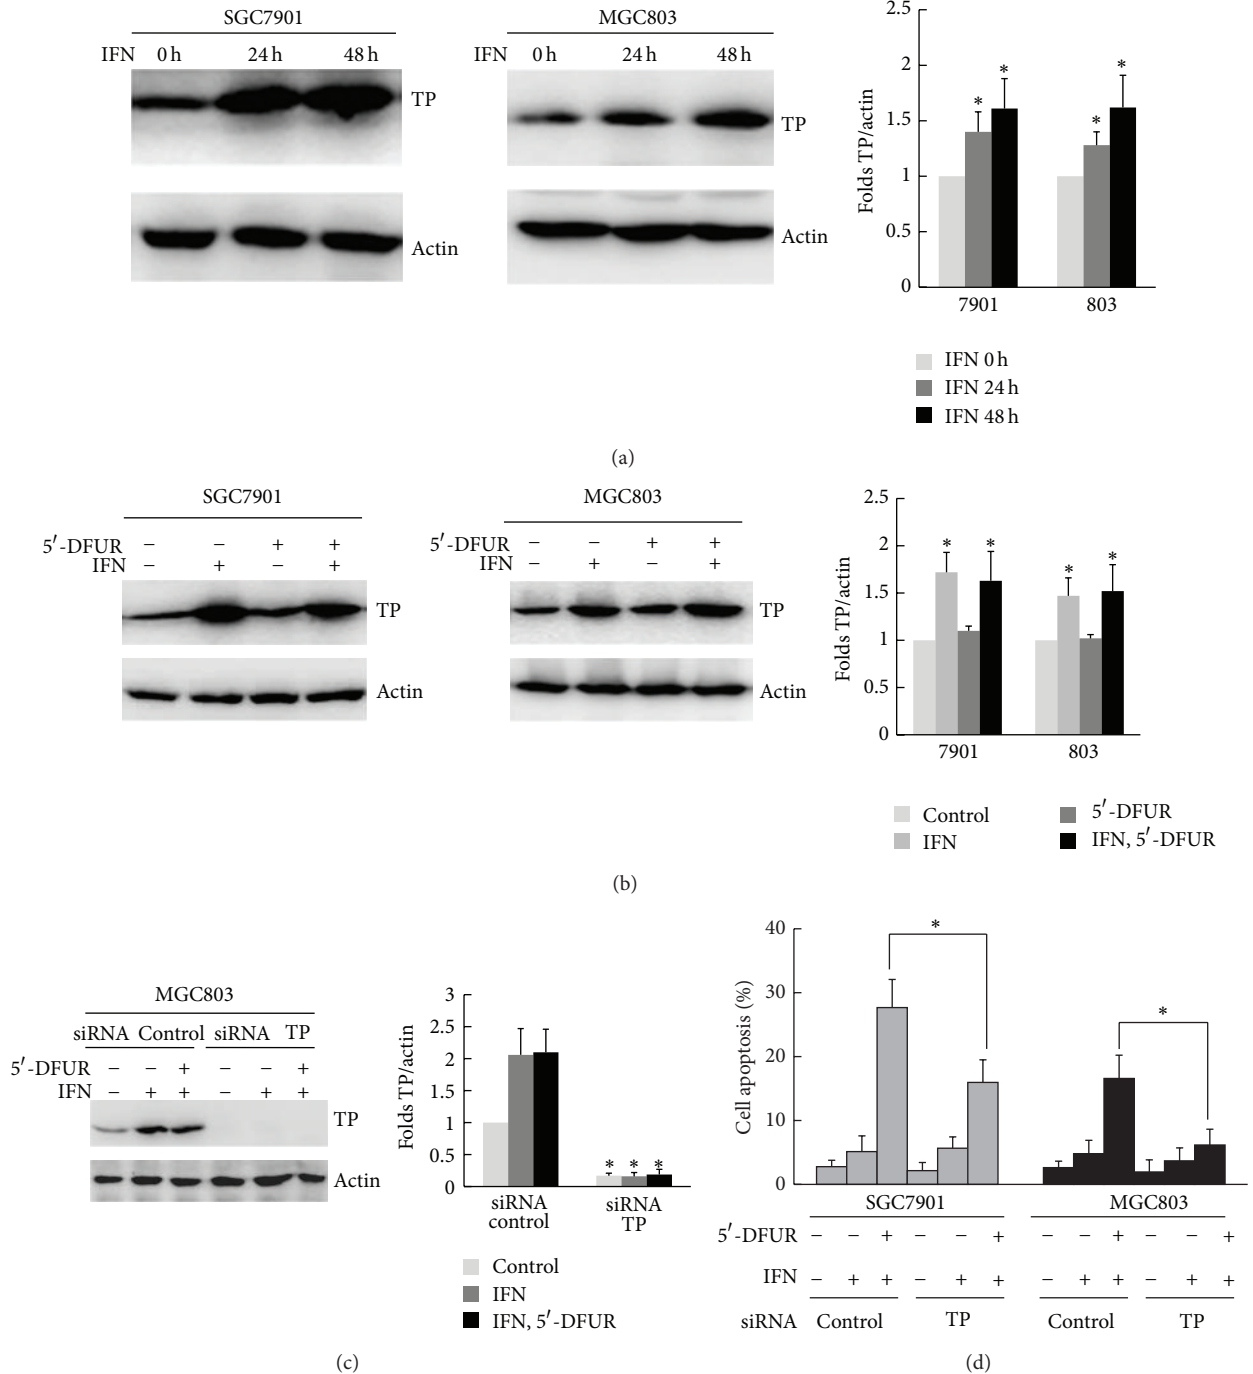 SGC7901
IFN 0 h 24 h 48 h
TP
Actin
MGC803
IFN 0 h 24 h 48 h
TP
Actin
Folds TP/actin
2.5
2
1.5
1
0.5
0
* * * *
7901 803
IFN 0 h
IFN 24 h
IFN 48 h
(a)
SGC7901
5′-DFUR − − + +
IFN − + − +
TP
Actin
MGC803
5′-DFUR − − + +
IFN − + − +
TP
Actin
Folds TP/actin
2.5
2
1.5
1
0.5
0
* * * *
7901 803
Control
IFN
5′-DFUR
IFN, 5′-DFUR
(b)
MGC803
siRNA Control siRNA TP
5′-DFUR − − + − − +
IFN − + + − + +
TP
Actin
Folds TP/actin
3
2.5
2
1
0.5
0
* * *
siRNA control
siRNA TP
Control
IFN
IFN, 5′-DFUR
(c)
Cell apoptosis (%)
40
30
20
10
0
* *
SGC7901 MGC803
5′-DFUR − − + − − + − − + − − +
IFN − + + − + + − + + − + +
siRNA Control TP Control TP
(d)